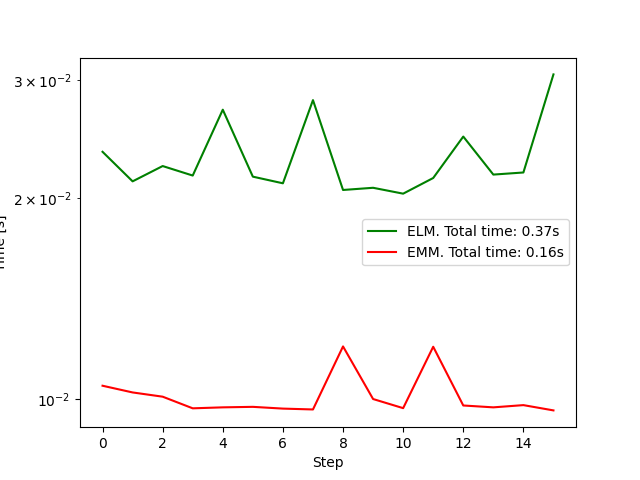 3 × 10⁻²
2 × 10⁻²
10⁻²
Time [s]
ELM. Total time: 0.37s
EMM. Total time: 0.16s
0 2 4 6 8 10 12 14
Step